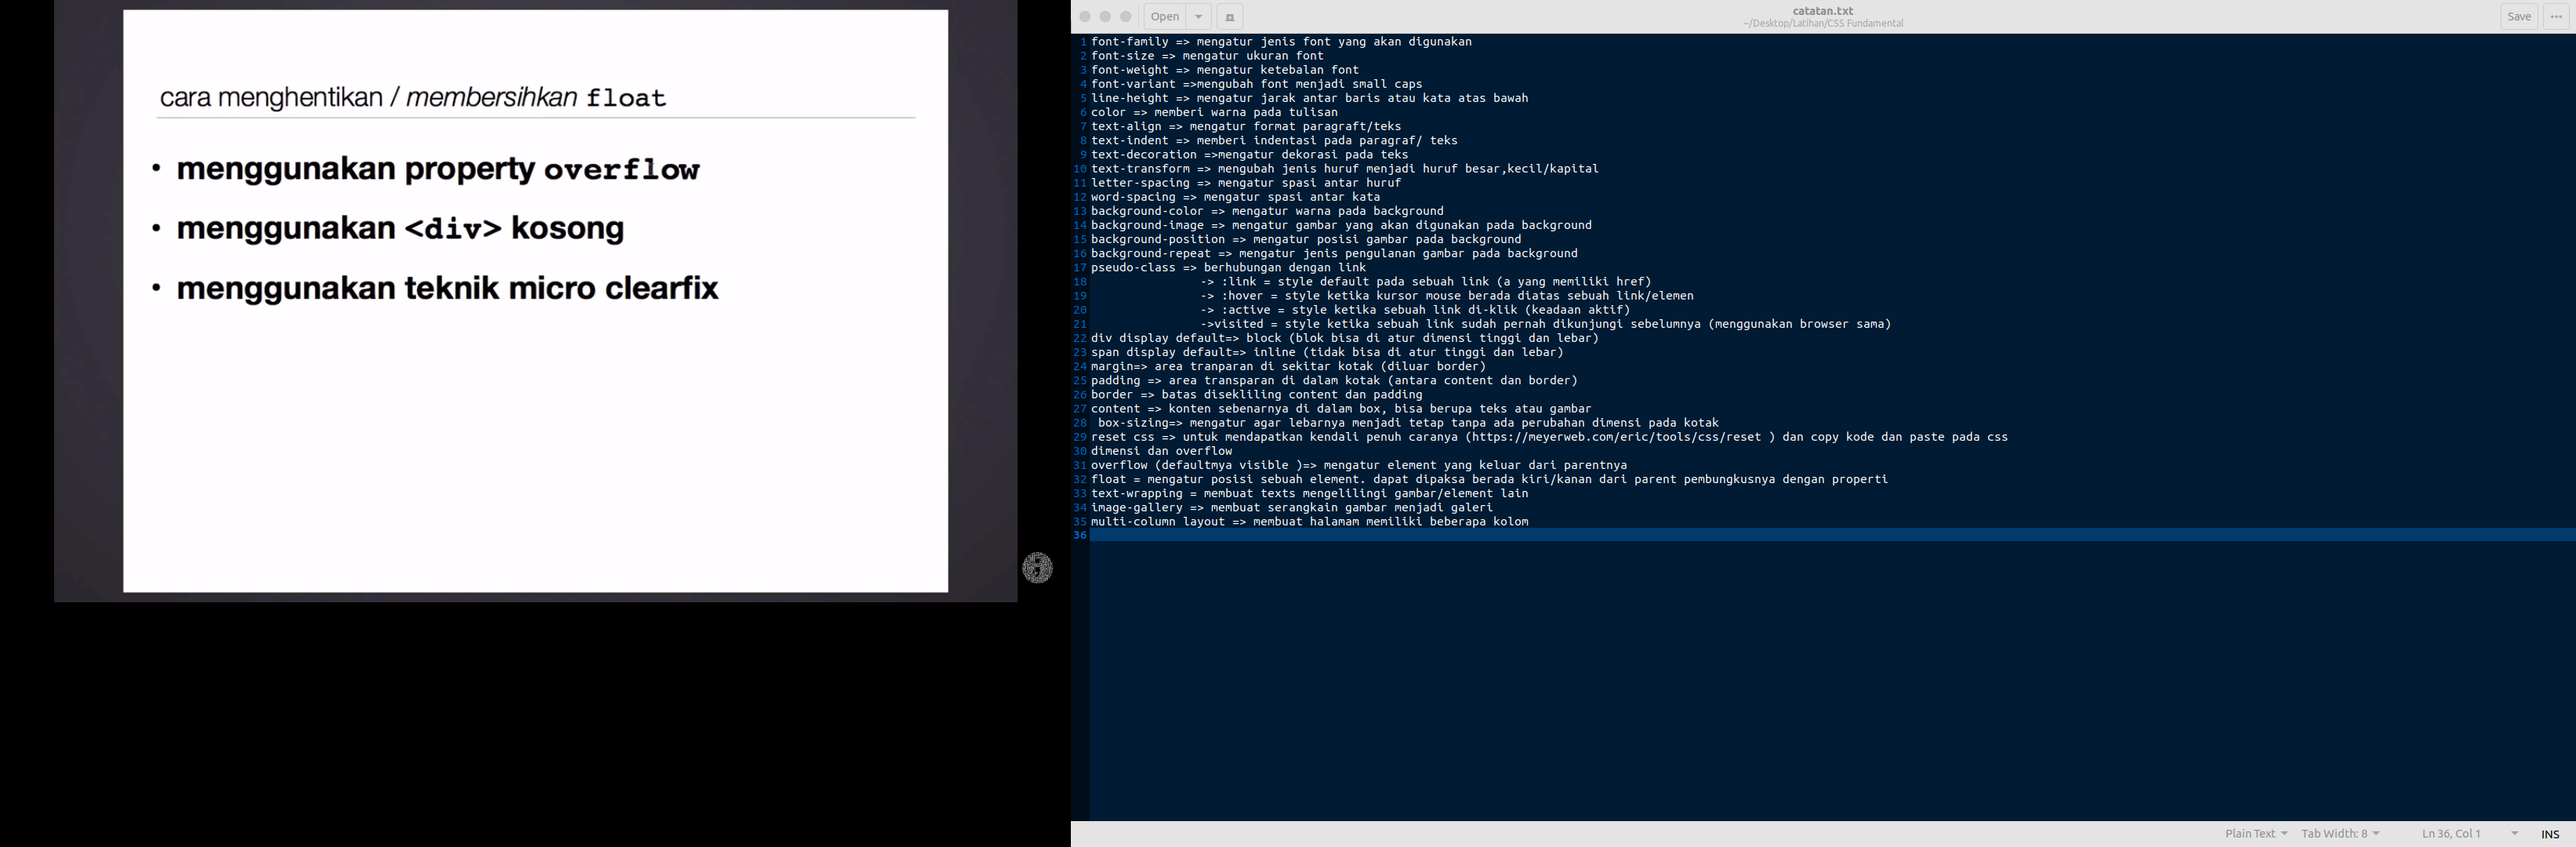 cara menghentikan / membersihkan float
• menggunakan property overflow
• menggunakan <div> kosong
• menggunakan teknik micro clearfix
Open
catatan.txt
~/Desktop/Latihan/CSS Fundamental
Save
1 font-family => mengatur jenis font yang akan digunakan
2 font-size => mengatur ukuran font
3 font-weight => mengatur ketebalan font
4 font-variant =>mengubah font menjadi small caps
5 line-height => mengatur jarak antar baris atau kata atas bawah
6 color => memberi warna pada tulisan
7 text-align => mengatur format paragraft/teks
8 text-indent => memberi indentasi pada paragraf/ teks
9 text-decoration =>mengatur dekorasi pada teks
10 text-transform => mengubah jenis huruf menjadi huruf besar,kecil/kapital
11 letter-spacing => mengatur spasi antar huruf
12 word-spacing => mengatur spasi antar kata
13 background-color => mengatur warna pada background
14 background-image => mengatur gambar yang akan digunakan pada background
15 background-position => mengatur posisi gambar pada background
16 background-repeat => mengatur jenis pengulanan gambar pada background
17 pseudo-class => berhubungan dengan link
18 -> :link = style default pada sebuah link (a yang memiliki href)
19 -> :hover = style ketika kursor mouse berada diatas sebuah link/elemen
20 -> :active = style ketika sebuah link di-klik (keadaan aktif)
21 ->visited = style ketika sebuah link sudah pernah dikunjungi sebelumnya (menggunakan browser sama)
22 div display default=> block (blok bisa di atur dimensi tinggi dan lebar)
23 span display default=> inline (tidak bisa di atur tinggi dan lebar)
24 margin=> area tranparan di sekitar kotak (diluar border)
25 padding => area transparan di dalam kotak (antara content dan border)
26 border => batas disekliling content dan padding
27 content => konten sebenarnya di dalam box, bisa berupa teks atau gambar
28 box-sizing=> mengatur agar lebarnya menjadi tetap tanpa ada perubahan dimensi pada kotak
29 reset css => untuk mendapatkan kendali penuh caranya (https://meyerweb.com/eric/tools/css/reset ) dan copy kode dan paste pada css
30 dimensi dan overflow
31 overflow (defaultmya visible )=> mengatur element yang keluar dari parentnya
32 float = mengatur posisi sebuah element. dapat dipaksa berada kiri/kanan dari parent pembungkusnya dengan properti
33 text-wrapping = membuat texts mengelilingi gambar/element lain
34 image-gallery => membuat serangkain gambar menjadi galeri
35 multi-column layout => membuat halamam memiliki beberapa kolom
36
Plain Text Tab Width: 8 Ln 36, Col 1 INS